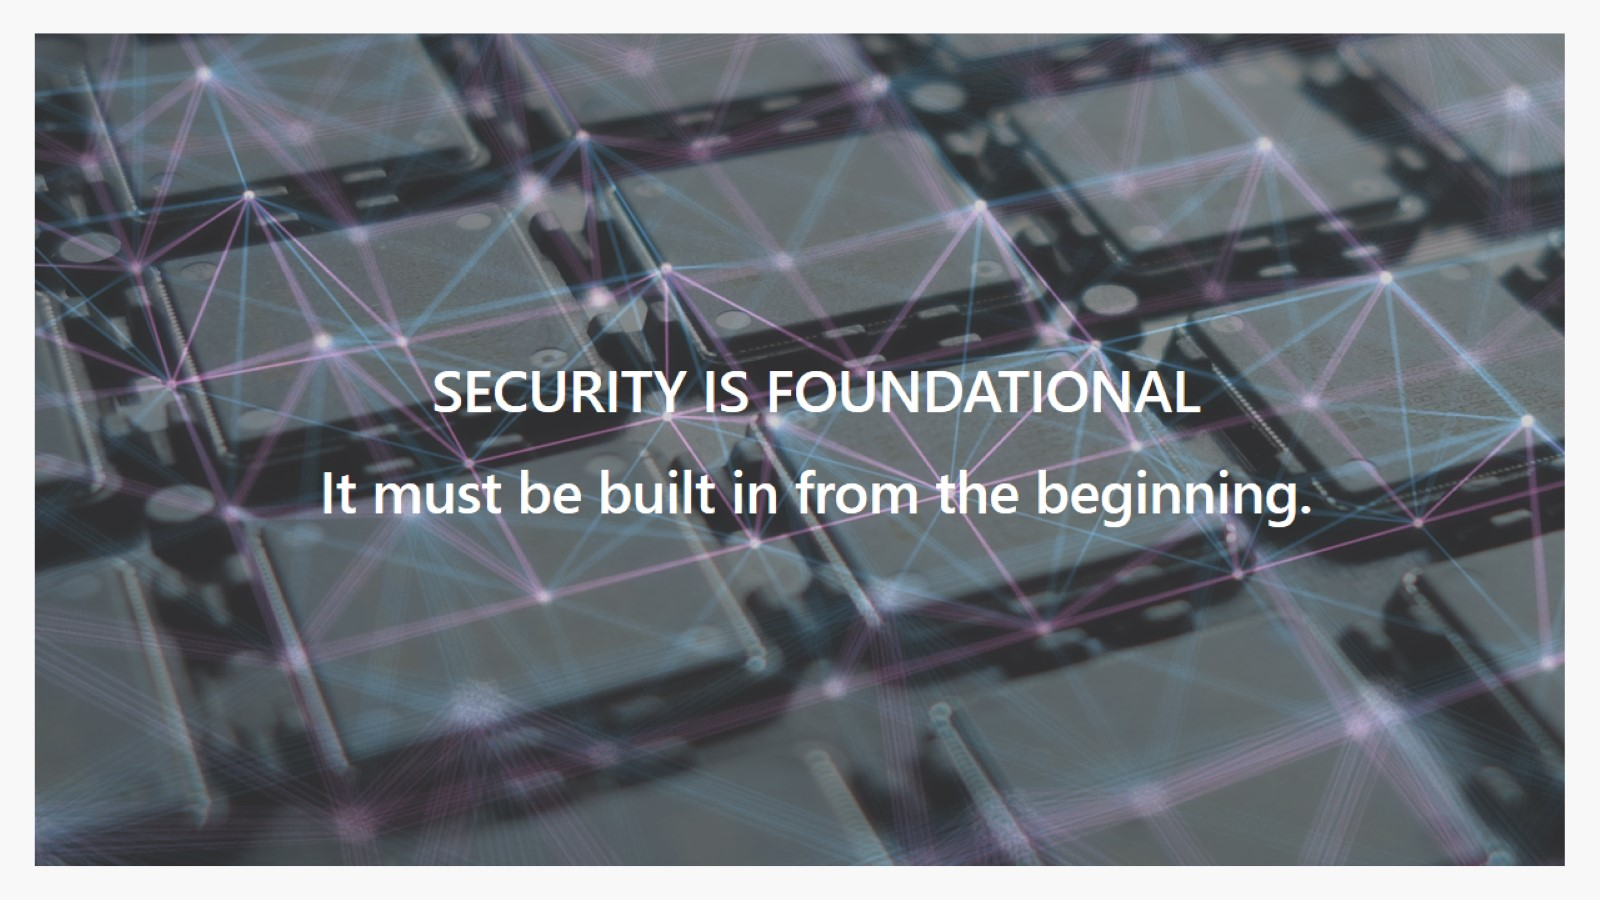 SECURITY IS FOUNDATIONAL
It must be built in from the beginning.